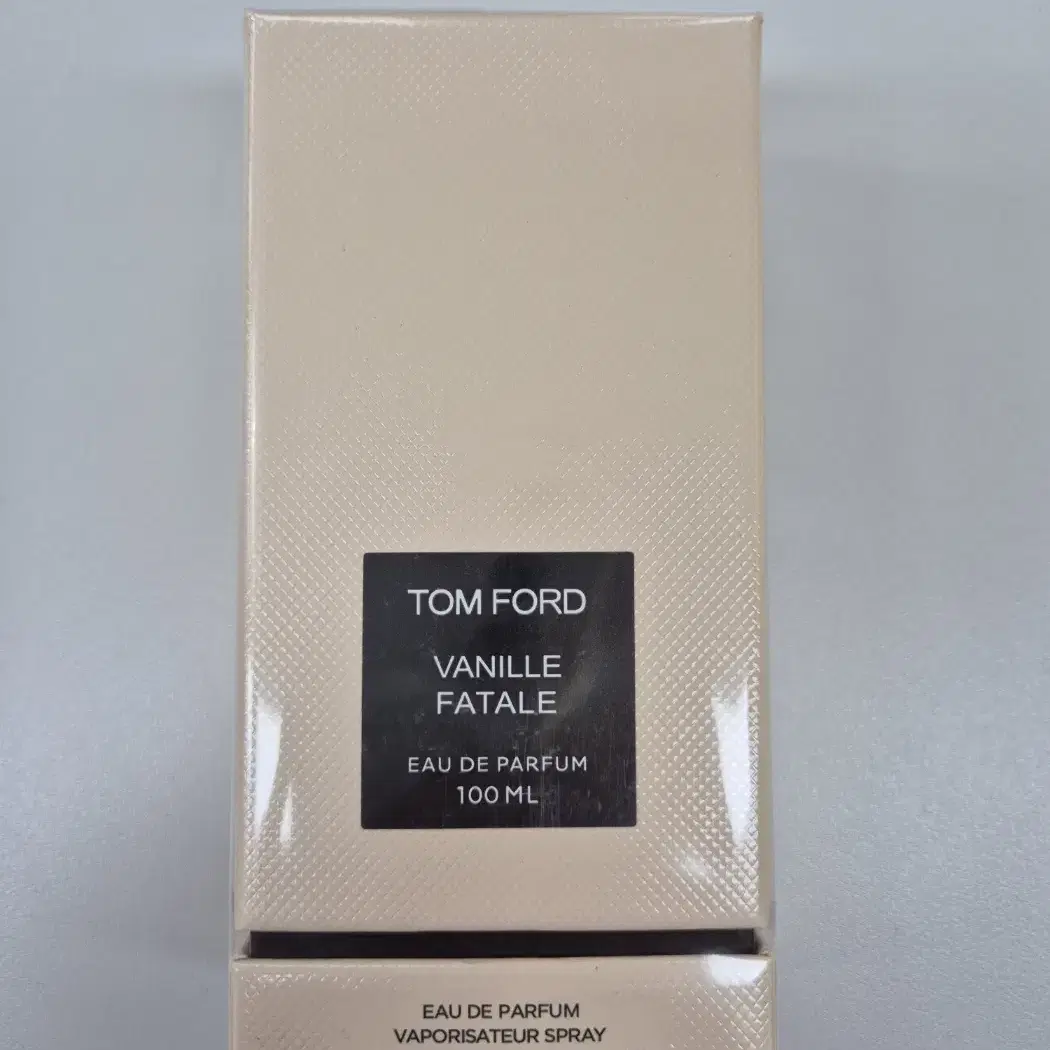 TOM FORD
VANILLE
FATALE
EAU DE PARFUM
100 ML
EAU DE PARFUM
VAPORISATEUR SPRAY